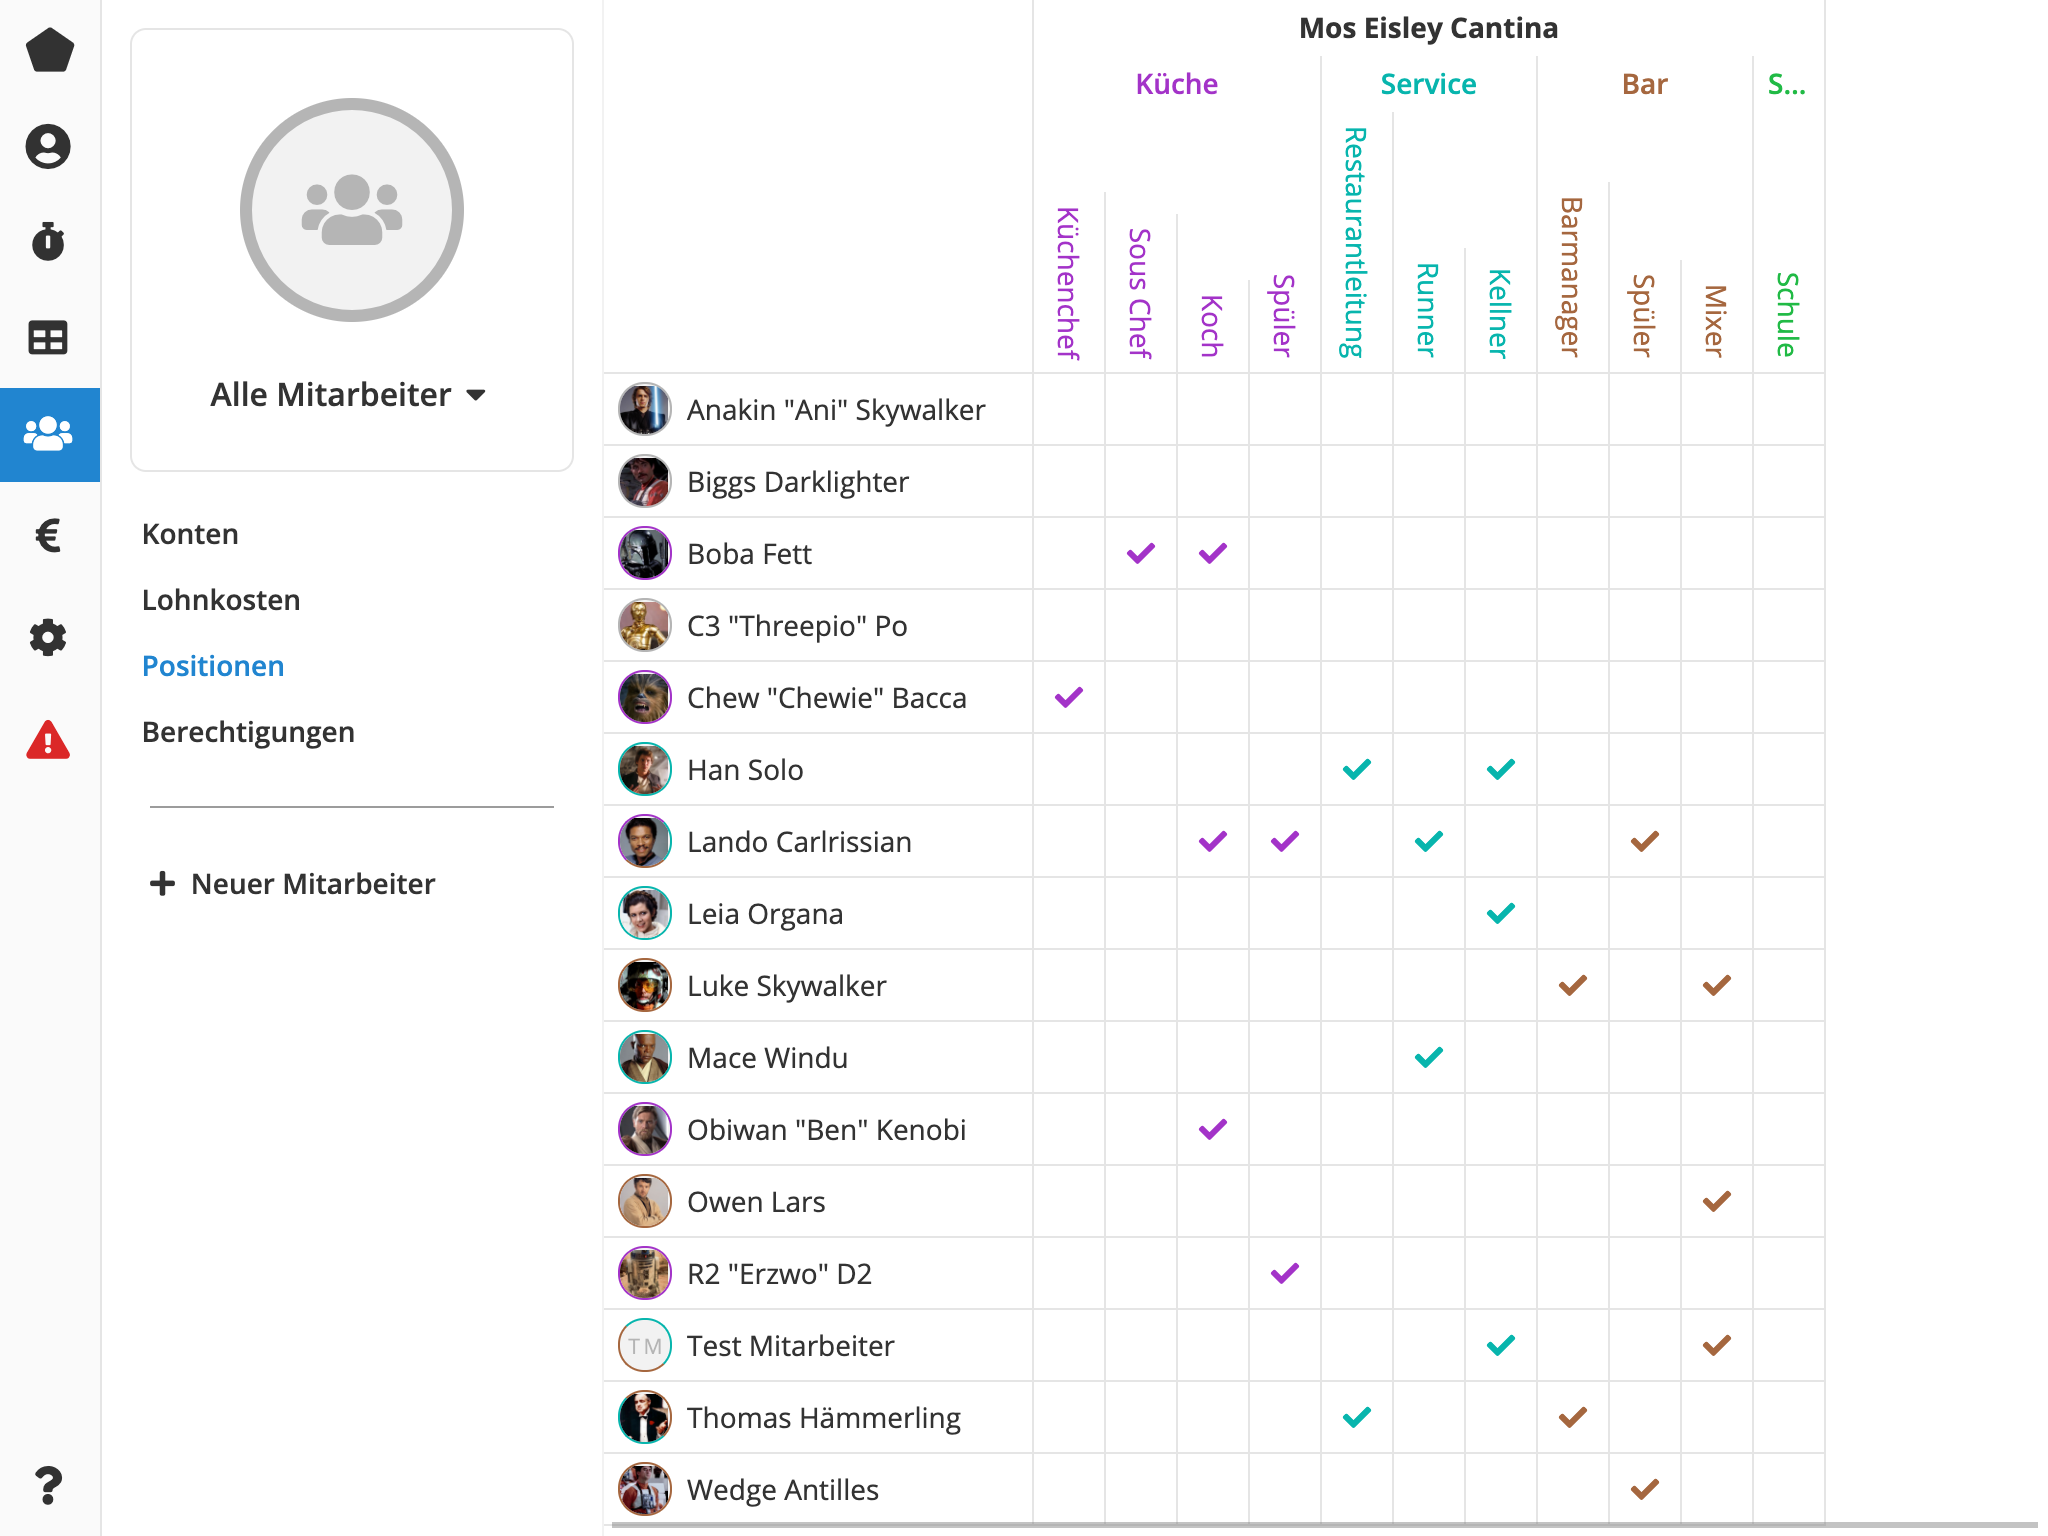 Mos Eisley Cantina
Küche
Service
Bar
S...
Küchenchef
Sous Chef
Koch
Spüler
Restaurantleitung
Runner
Kellner
Barmanager
Spüler
Mixer
Schule
Alle Mitarbeiter
Konten
Lohnkosten
Positionen
Berechtigungen
Neuer Mitarbeiter
Anakin "Ani" Skywalker
Biggs Darklighter
Boba Fett
C3 "Threepio" Po
Chew "Chewie" Bacca
Han Solo
Lando Carlrissian
Leia Organa
Luke Skywalker
Mace Windu
Obiwan "Ben" Kenobi
Owen Lars
R2 "Erzwo" D2
TM
Test Mitarbeiter
Thomas Hämmerling
Wedge Antilles